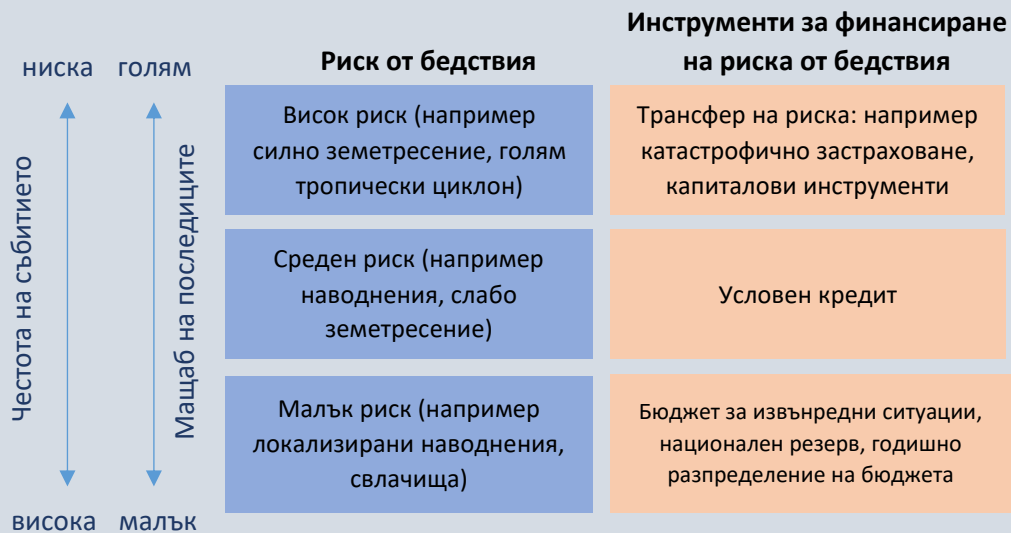 Инструменти за финансиране
на риска от бедствия
Риск от бедствия
ниска голям
Честота на събитието
Мащаб на последиците
Висок риск (например
силно земетресение, голям
тропически циклон)
Трансфер на риска: например
катастрофично застраховане,
капиталови инструменти
Среден риск (например
наводнения, слабо
земетресение)
Условен кредит
Малък риск (например
локализирани наводнения,
свлачища)
Бюджет за извънредни ситуации,
национален резерв, годишно
разпределение на бюджета
висока малък